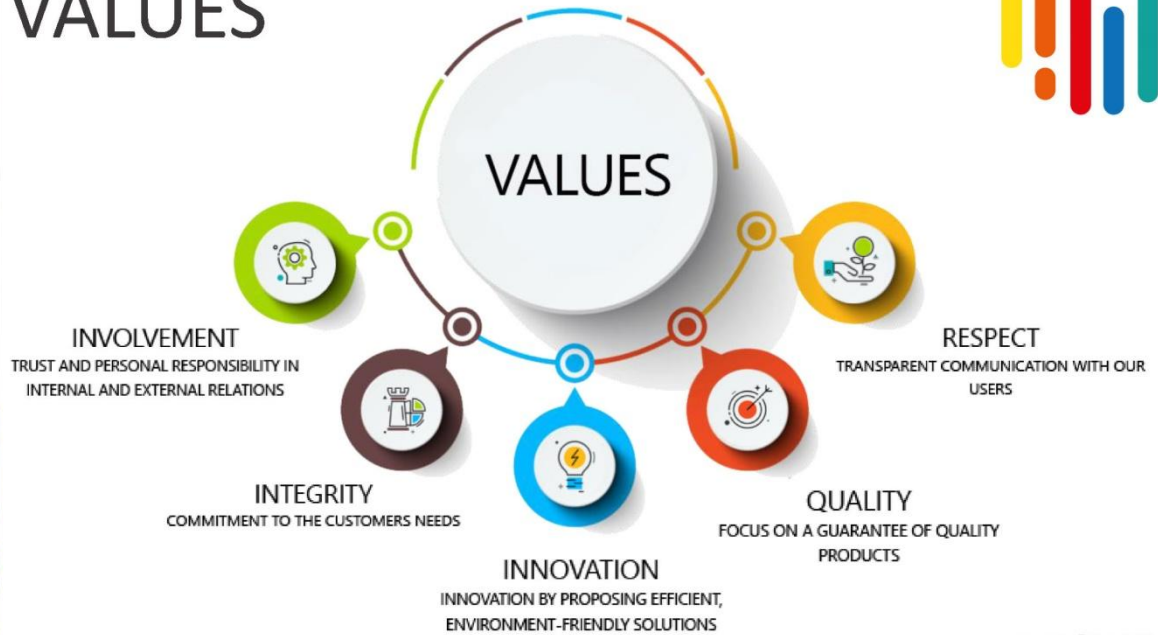 VALUES
VALUES
INVOLVEMENT
TRUST AND PERSONAL RESPONSIBILITY IN
INTERNAL AND EXTERNAL RELATIONS
INTEGRITY
COMMITMENT TO THE CUSTOMERS NEEDS
INNOVATION
INNOVATION BY PROPOSING EFFICIENT,
ENVIRONMENT-FRIENDLY SOLUTIONS
QUALITY
FOCUS ON A GUARANTEE OF QUALITY
PRODUCTS
RESPECT
TRANSPARENT COMMUNICATION WITH OUR
USERS